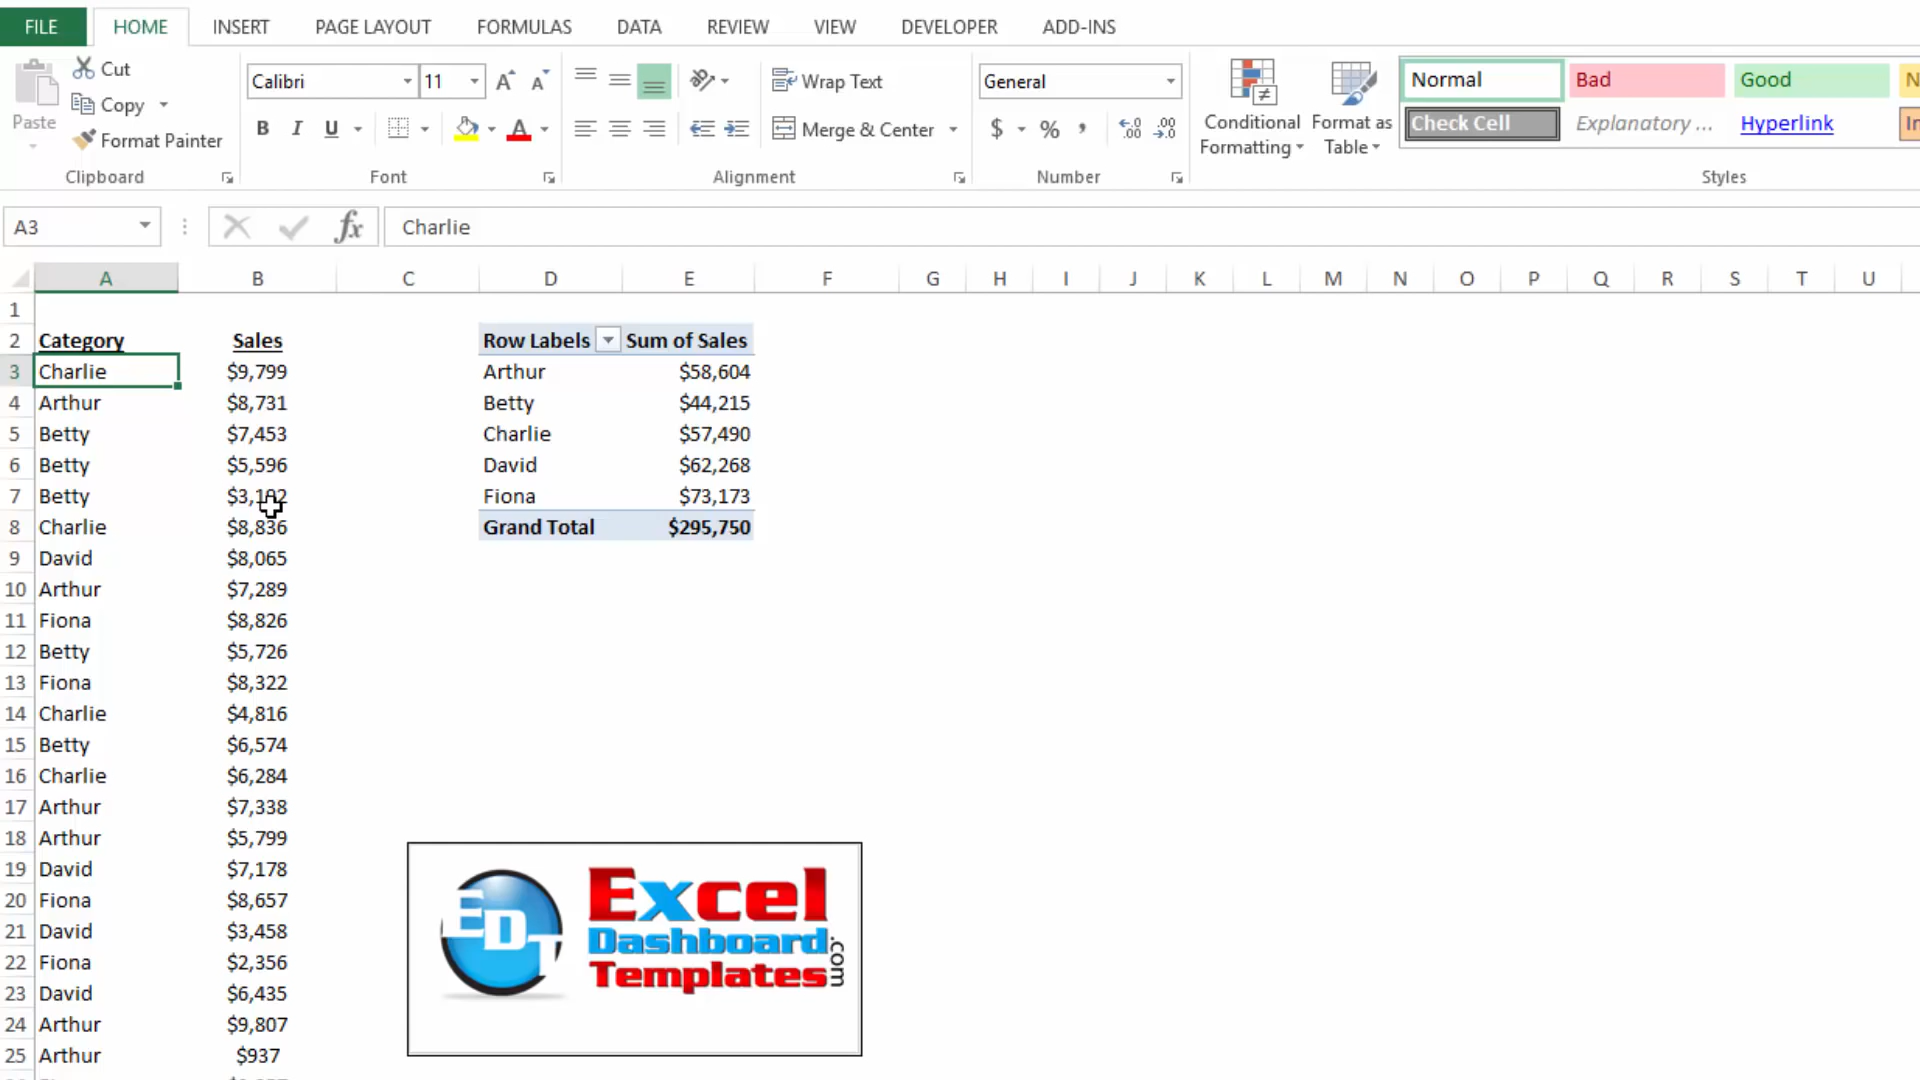 FILE HOME INSERT PAGE LAYOUT FORMULAS DATA REVIEW VIEW DEVELOPER ADD-INS
Paste
Cut
Copy
Format Painter
Clipboard
Calibri 11 A A
B I U A
Font
Wrap Text
Merge & Center
Alignment
General
$ % , .00 .00
Number
Conditional
Formatting
Format as
Table
Normal Bad Good
Check Cell Explanatory ... Hyperlink
Styles
A3 fx Charlie
A B C D E F G H I J K L M N O P Q R S T U
1
2 Category Sales Row Labels Sum of Sales
3 Charlie $9,799 Arthur $58,604
4 Arthur $8,731 Betty $44,215
5 Betty $7,453 Charlie $57,490
6 Betty $5,596 David $62,268
7 Betty Fiona $73,173
8 Charlie $8,836 Grand Total $295,750
9 David $8,065
10 Arthur $7,289
11 Fiona $8,826
12 Betty $5,726
13 Fiona $8,322
14 Charlie $4,816
15 Betty $6,574
16 Charlie $6,284
17 Arthur $7,338
18 Arthur $5,799
19 David $7,178
20 Fiona $8,657
21 David $3,458
22 Fiona $2,356
23 David $6,435
24 Arthur $9,807
25 Arthur $937
EDT
Excel
Dashboard
Templates
.com